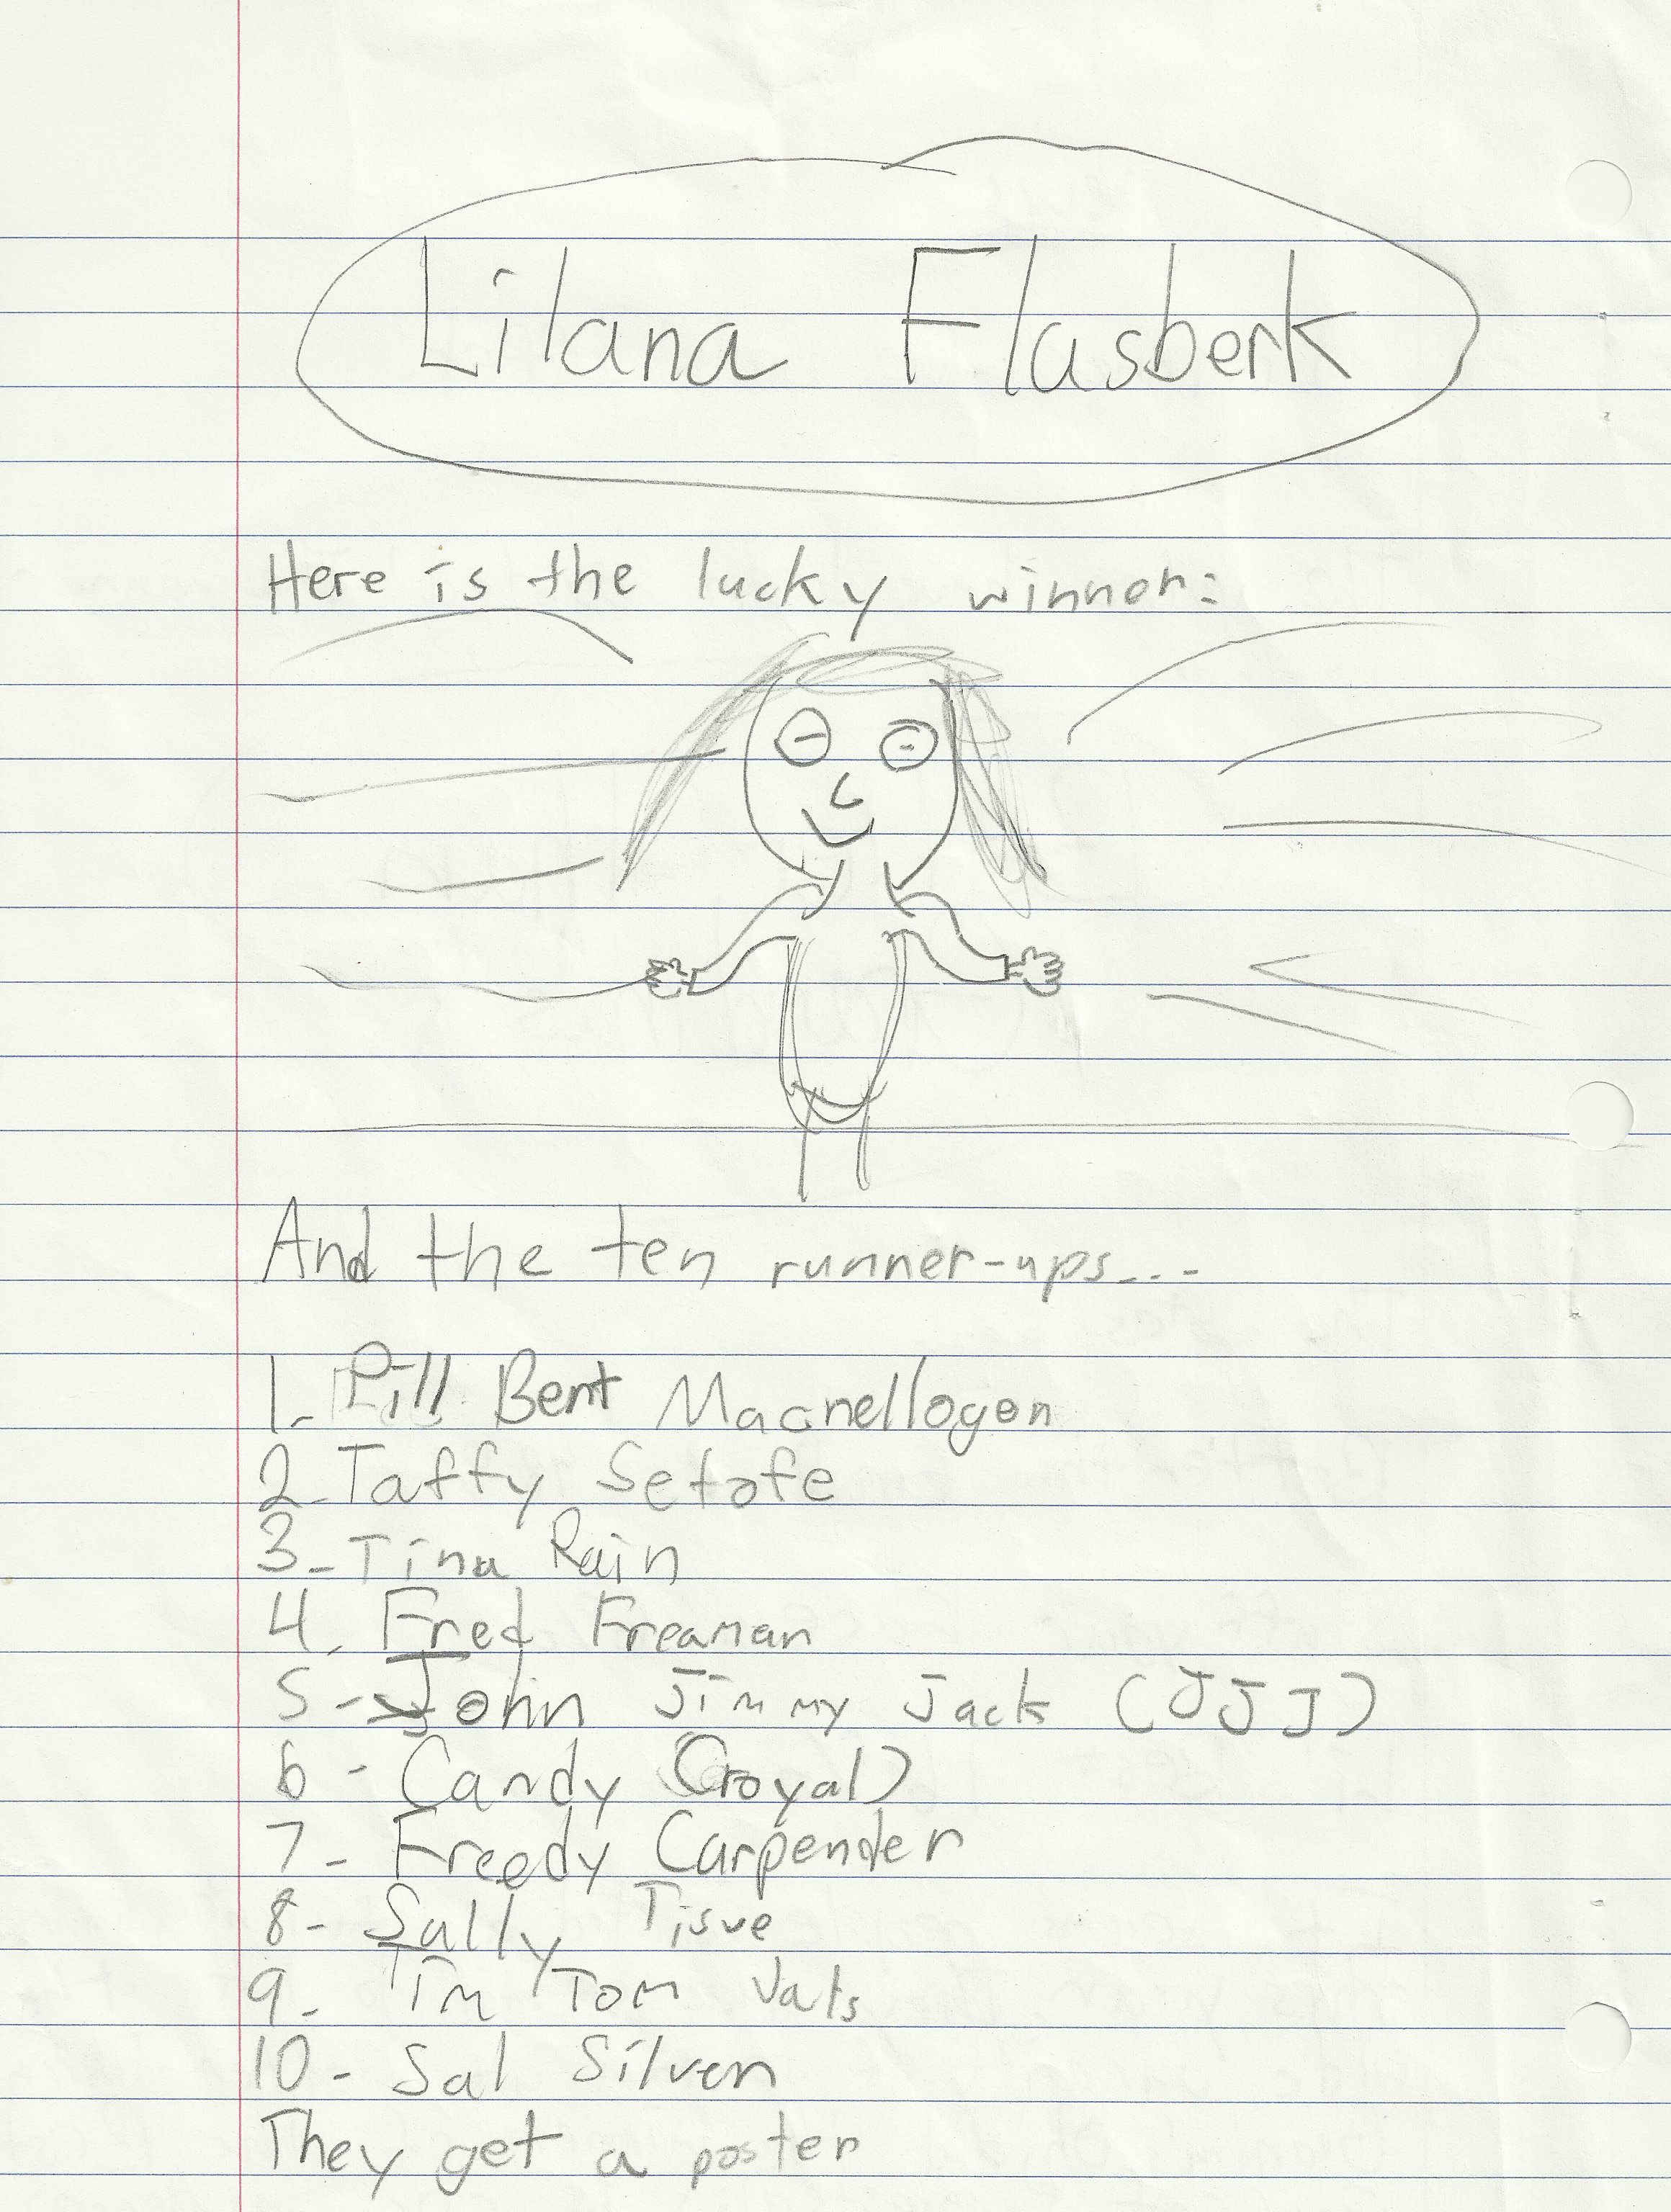 Lilana Flasberk
Here is the lucky winner:
And the ten runner-ups...
1. Pill Bent Macnellogen
2. Taffy Setofe
3. Tina Rain
4. Fred Freaman
5. John Jimmy Jack (JJJ)
6. Candy (royal)
7. Freedy Carpender
8. Sally Tisue
9. Tim Tom Vats
10. Sal Silven
They get a poster